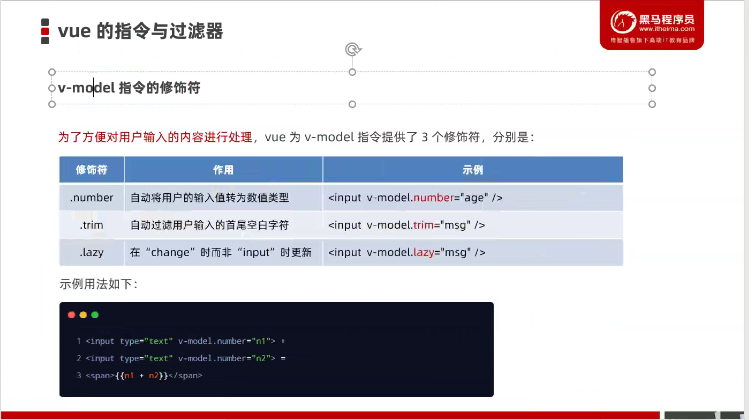 vue 的指令与过滤器
黑马程序员
www.itheima.com
传智播客旗下高端IT教育品牌
v-model 指令的修饰符
为了方便对用户输入的内容进行处理，vue 为 v-model 指令提供了 3 个修饰符，分别是：
修饰符 作用 示例
.number 自动将用户的输入值转为数值类型 <input v-model.number="age" />
.trim 自动过滤用户输入的首尾空白字符 <input v-model.trim="msg" />
.lazy 在“change”时而非“input”时更新 <input v-model.lazy="msg" />
示例用法如下：
1 <input type="text" v-model.number="n1"> +
2 <input type="text" v-model.number="n2"> =
3 <span>{{n1 + n2}}</span>